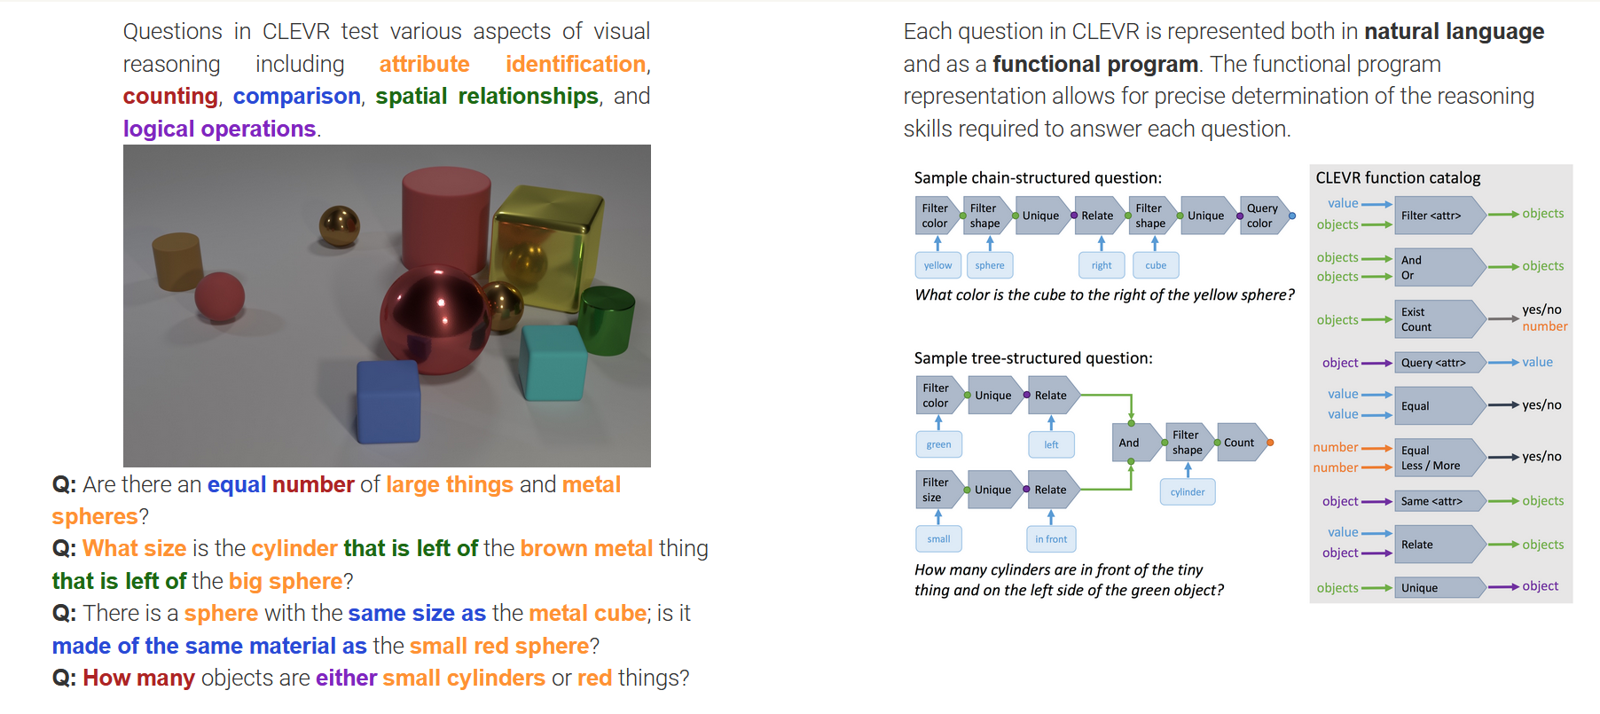 Questions in CLEVR test various aspects of visual
reasoning including attribute identification,
counting, comparison, spatial relationships, and
logical operations.
Q: Are there an equal number of large things and metal
spheres?
Q: What size is the cylinder that is left of the brown metal thing
that is left of the big sphere?
Q: There is a sphere with the same size as the metal cube; is it
made of the same material as the small red sphere?
Q: How many objects are either small cylinders or red things?
Each question in CLEVR is represented both in natural language
and as a functional program. The functional program
representation allows for precise determination of the reasoning
skills required to answer each question.
Sample chain-structured question:
Filter color
Filter shape
Unique
Relate
Filter shape
Unique
Query color
yellow
sphere
right
cube
What color is the cube to the right of the yellow sphere?
Sample tree-structured question:
Filter color
Unique
Relate
green
left
And
Filter shape
Count
cylinder
Filter size
Unique
Relate
small
in front
How many cylinders are in front of the tiny
thing and on the left side of the green object?
CLEVR function catalog
value
objects
Filter <attr>
objects
objects
objects
And
Or
objects
objects
Exist
Count
yes/no
number
object
Query <attr>
value
value
value
Equal
yes/no
number
number
Equal
Less / More
yes/no
object
Same <attr>
objects
value
object
Relate
objects
objects
Unique
object